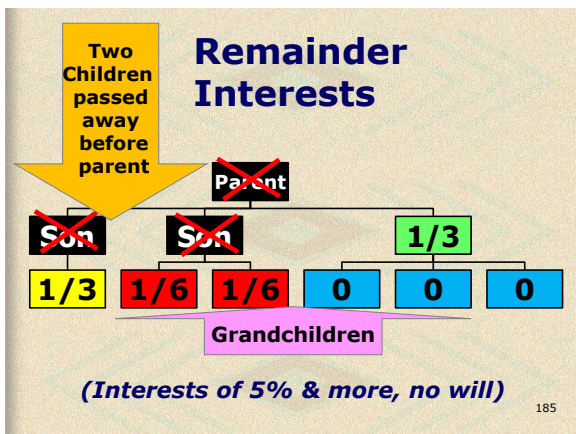 Two
Children
passed
away
before
parent
Remainder
Interests
Parent
Son
Son
1/3
1/3
1/6
1/6
0
0
0
Grandchildren
(Interests of 5% & more, no will)
185